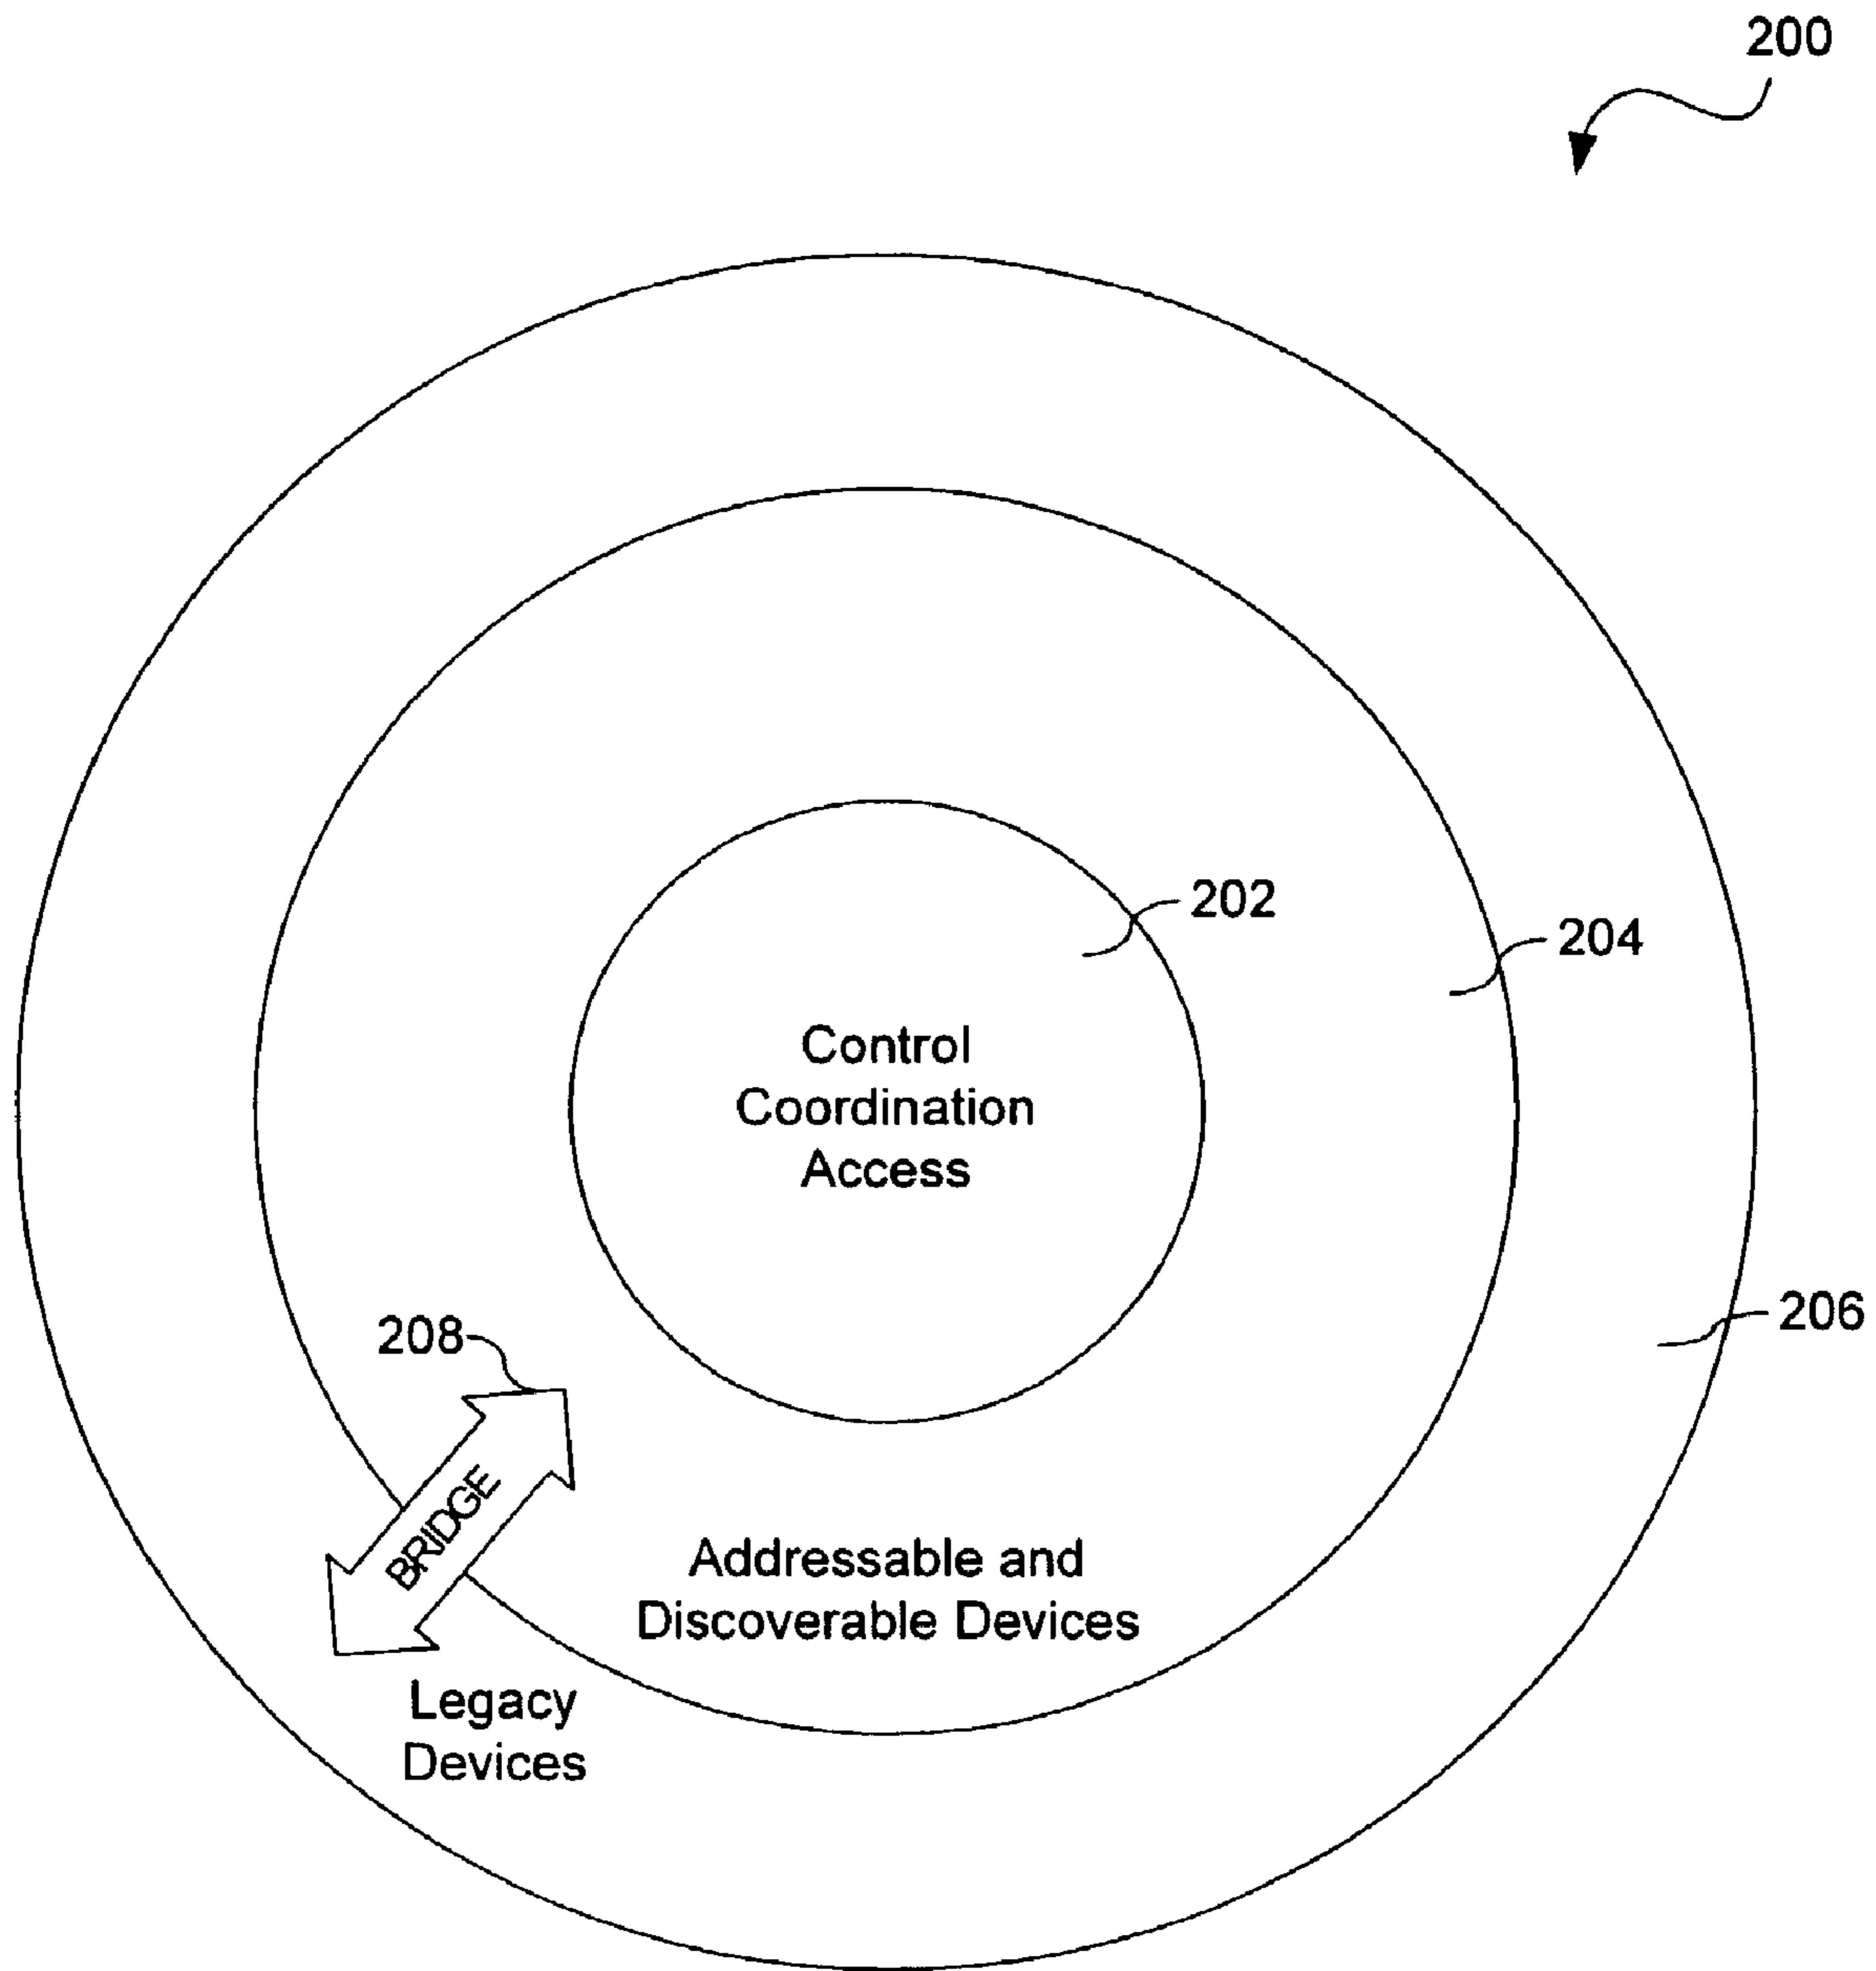 200
202
204
Control
Coordination
Access
206
208
BRIDGE
Addressable and
Discoverable Devices
Legacy
Devices